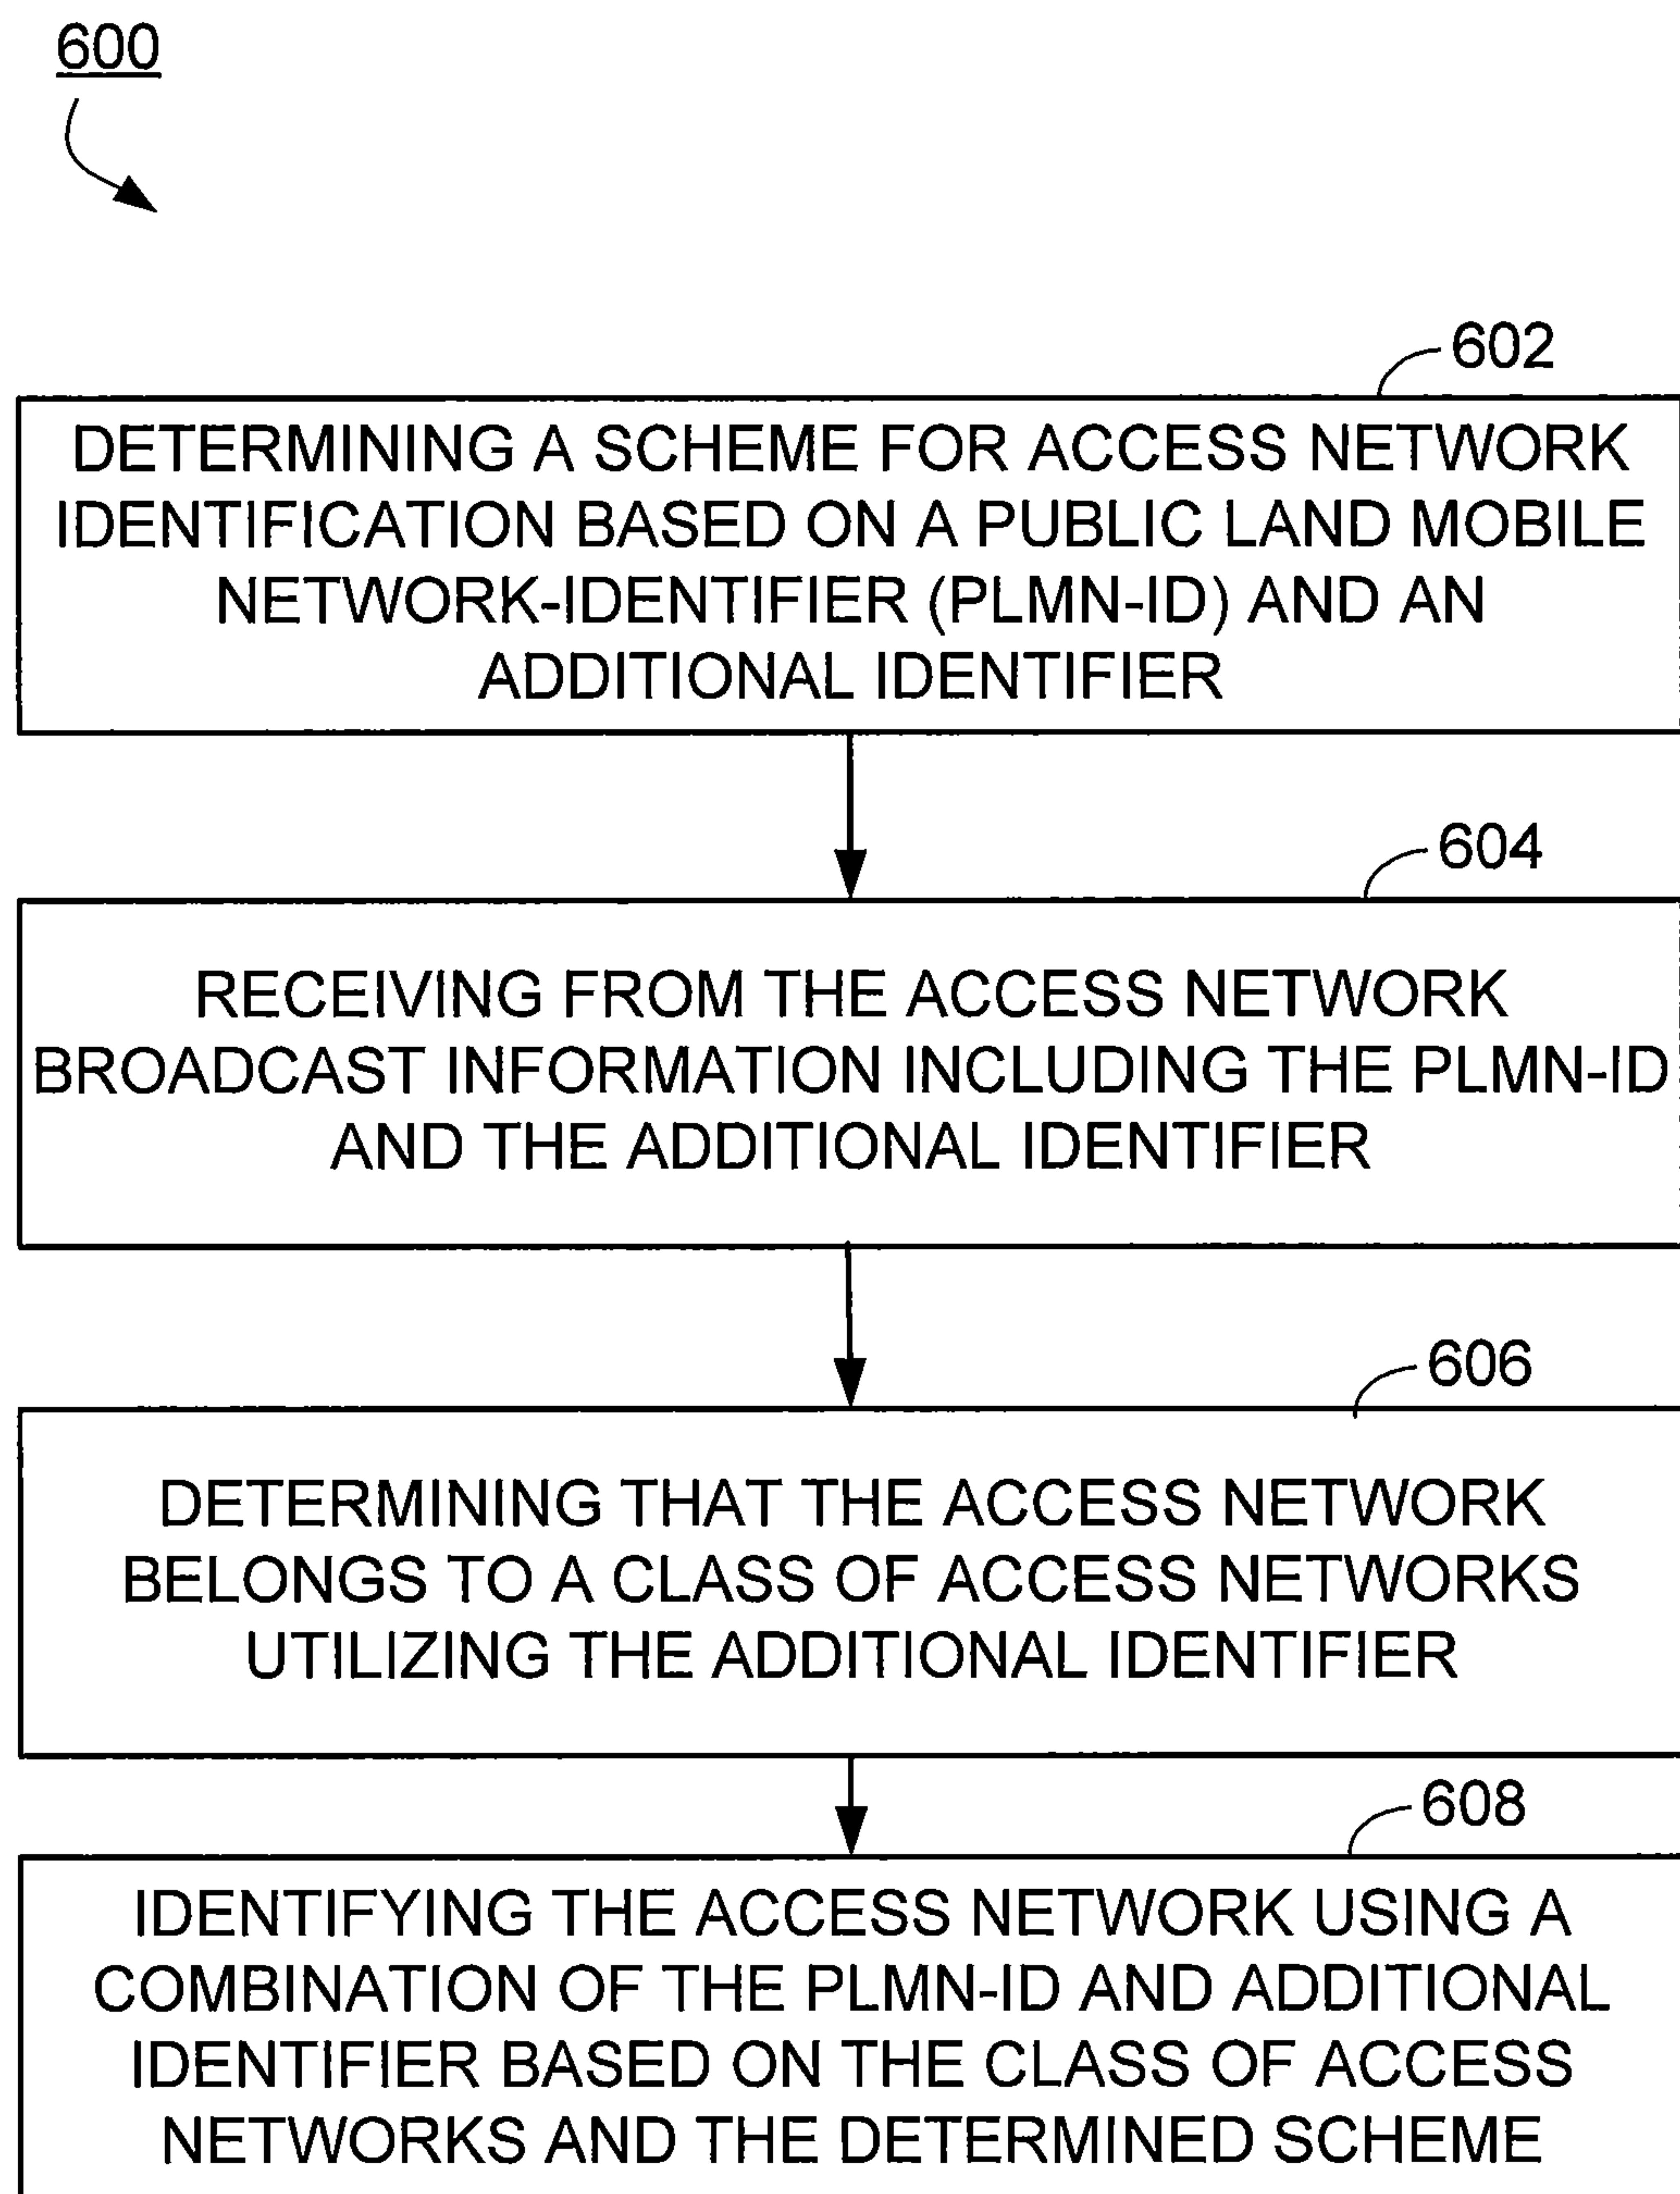 600
602
DETERMINING A SCHEME FOR ACCESS NETWORK
IDENTIFICATION BASED ON A PUBLIC LAND MOBILE
NETWORK-IDENTIFIER (PLMN-ID) AND AN
ADDITIONAL IDENTIFIER
604
RECEIVING FROM THE ACCESS NETWORK
BROADCAST INFORMATION INCLUDING THE PLMN-ID
AND THE ADDITIONAL IDENTIFIER
606
DETERMINING THAT THE ACCESS NETWORK
BELONGS TO A CLASS OF ACCESS NETWORKS
UTILIZING THE ADDITIONAL IDENTIFIER
608
IDENTIFYING THE ACCESS NETWORK USING A
COMBINATION OF THE PLMN-ID AND ADDITIONAL
IDENTIFIER BASED ON THE CLASS OF ACCESS
NETWORKS AND THE DETERMINED SCHEME